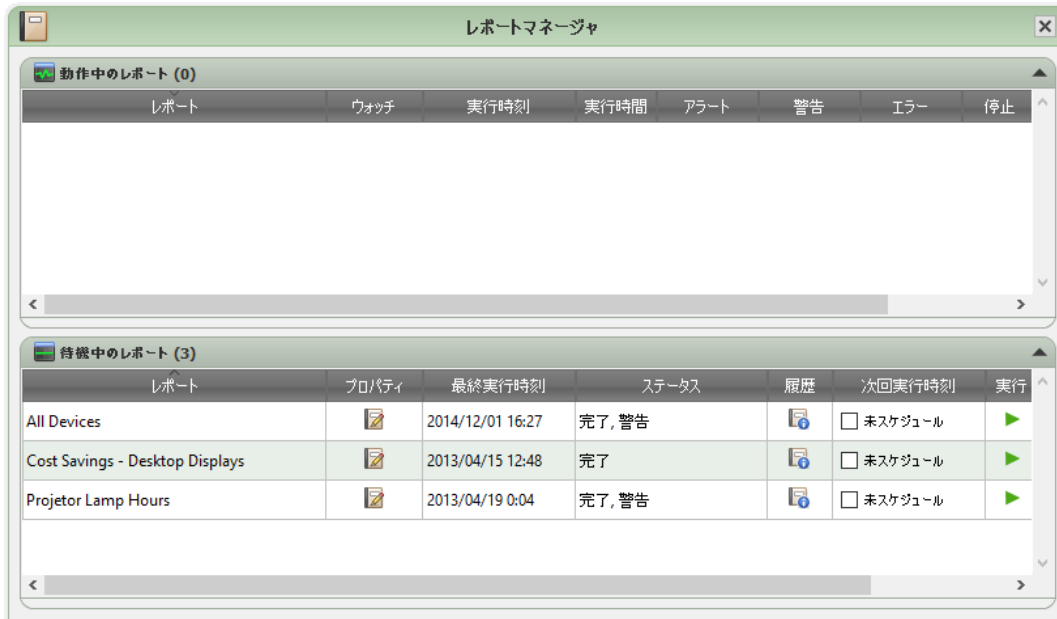 レポートマネージャ
動作中のレポート (0)
レポート ウォッチ 実行時刻 実行時間 アラート 警告 エラー 停止
待機中のレポート (3)
レポート プロパティ 最終実行時刻 ステータス 履歴 次回実行時刻 実行
All Devices 2014/12/01 16:27 完了, 警告 未スケジュール
Cost Savings - Desktop Displays 2013/04/15 12:48 完了 未スケジュール
Projetor Lamp Hours 2013/04/19 0:04 完了, 警告 未スケジュール